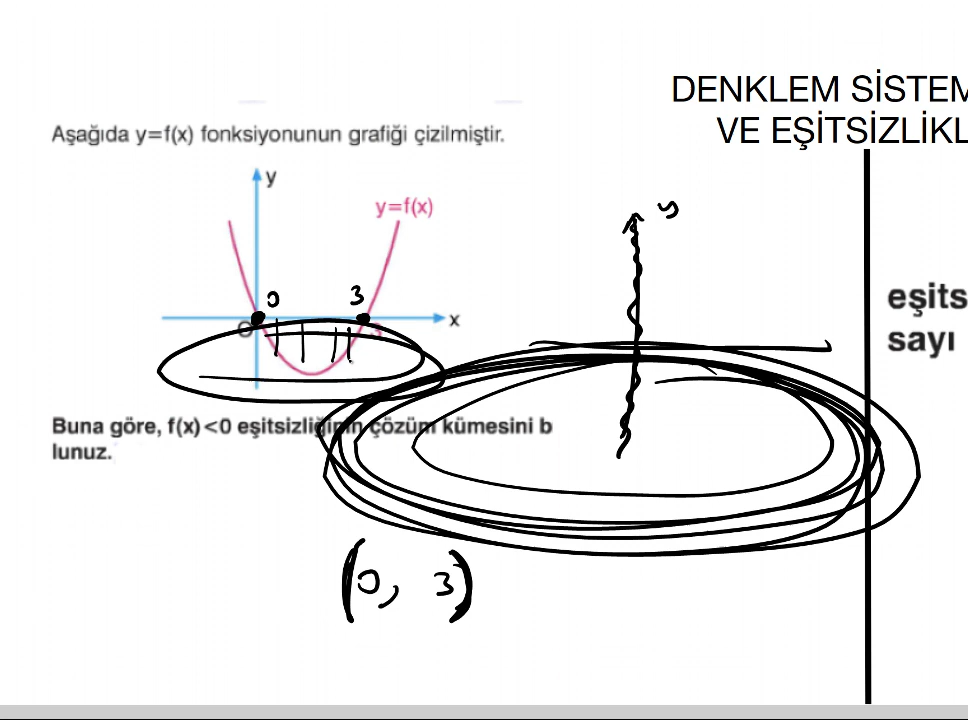 DENKLEM SİSTEM
VE EŞİTSİZLİKL
Aşağıda y=f(x) fonksiyonunun grafiği çizilmiştir.
y
y=f(x)
0
3
O
x
y
Buna göre, f(x)<0 eşitsizliğinin çözüm kümesini b
lunuz.
(0, 3)
eşits
sayı